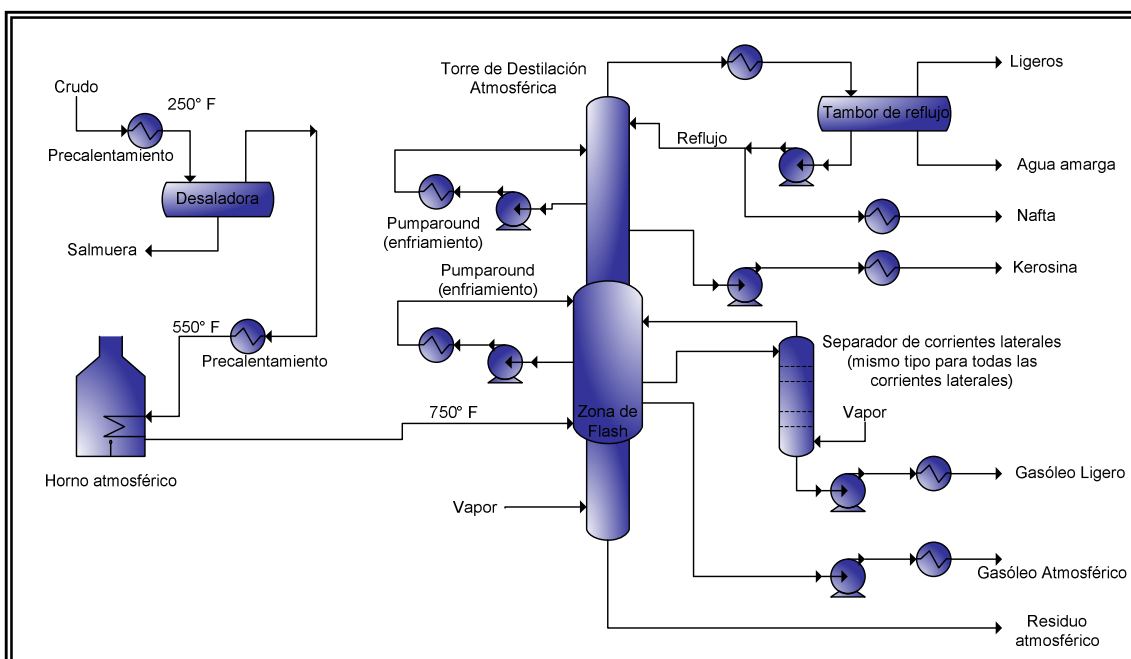 Crudo
250° F
Precalentamiento
Desaladora
Salmuera
550° F
Precalentamiento
Horno atmosférico
750° F
Torre de Destilación
Atmosférica
Pumparound
(enfriamiento)
Pumparound
(enfriamiento)
Zona de
Flash
Vapor
Reflujo
Tambor de reflujo
Ligeros
Agua amarga
Nafta
Kerosina
Separador de corrientes laterales
(mismo tipo para todas las
corrientes laterales)
Vapor
Gasóleo Ligero
Gasóleo Atmosférico
Residuo
atmosférico